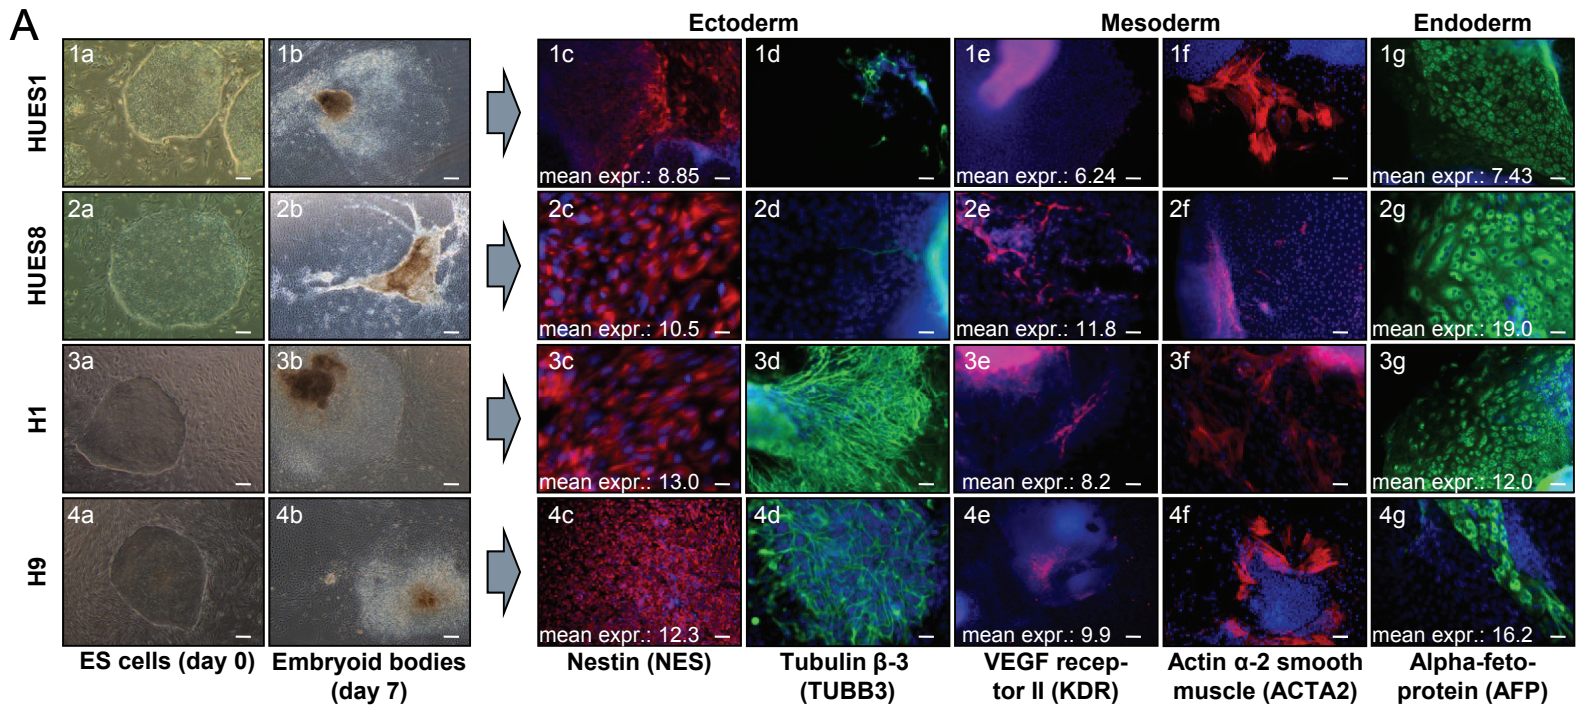 A
Ectoderm
Mesoderm
Endoderm
HUES1
1a
1b
1c
mean expr.: 8.85
1d
1e
mean expr.: 6.24
1f
1g
mean expr.: 7.43
HUES8
2a
2b
2c
mean expr.: 10.5
2d
2e
mean expr.: 11.8
2f
2g
mean expr.: 19.0
H1
3a
3b
3c
mean expr.: 13.0
3d
3e
mean expr.: 8.2
3f
3g
mean expr.: 12.0
H9
4a
4b
4c
mean expr.: 12.3
4d
4e
mean expr.: 9.9
4f
4g
mean expr.: 16.2
ES cells (day 0)
Embryoid bodies
(day 7)
Nestin (NES)
Tubulin β-3
(TUBB3)
VEGF recep-
tor II (KDR)
Actin α-2 smooth
muscle (ACTA2)
Alpha-feto-
protein (AFP)